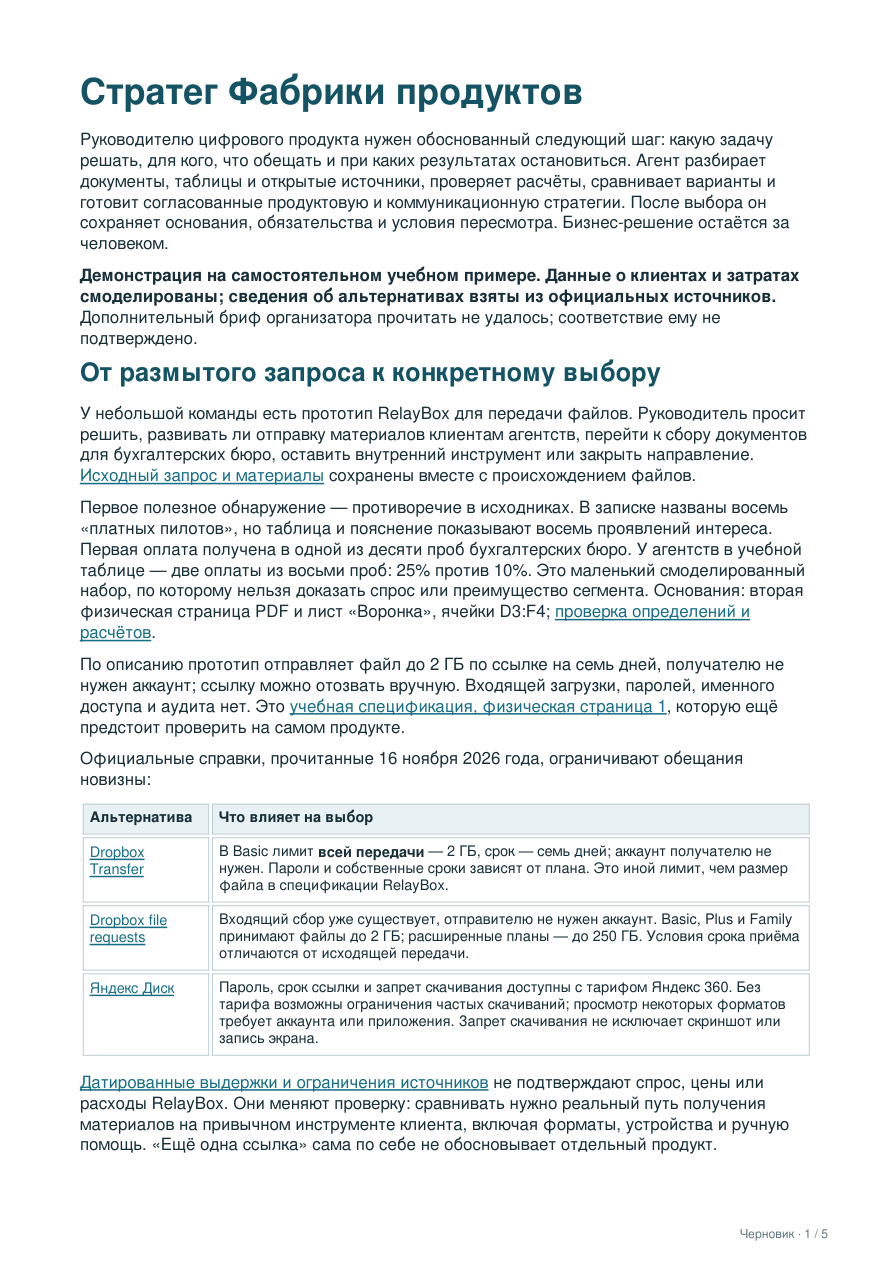 Стратег Фабрики продуктов
Руководителю цифрового продукта нужен обоснованный следующий шаг: какую задачу
решать, для кого, что обещать и при каких результатах остановиться. Агент разбирает
документы, таблицы и открытые источники, проверяет расчёты, сравнивает варианты и
готовит согласованные продуктовую и коммуникационную стратегии. После выбора он
сохраняет основания, обязательства и условия пересмотра. Бизнес-решение остаётся за
человеком.
Демонстрация на самостоятельном учебном примере. Данные о клиентах и затратах
смоделированы; сведения об альтернативах взяты из официальных источников.
Дополнительный бриф организатора прочитать не удалось; соответствие ему не
подтверждено.
От размытого запроса к конкретному выбору
У небольшой команды есть прототип RelayBox для передачи файлов. Руководитель просит
решить, развивать ли отправку материалов клиентам агентств, перейти к сбору документов
для бухгалтерских бюро, оставить внутренний инструмент или закрыть направление.
Исходный запрос и материалы сохранены вместе с происхождением файлов.
Первое полезное обнаружение — противоречие в исходниках. В записке названы восемь
«платных пилотов», но таблица и пояснение показывают восемь проявлений интереса.
Первая оплата получена в одной из десяти проб бухгалтерских бюро. У агентств в учебной
таблице — две оплаты из восьми проб: 25% против 10%. Это маленький смоделированный
набор, по которому нельзя доказать спрос или преимущество сегмента. Основания: вторая
физическая страница PDF и лист «Воронка», ячейки D3:F4; проверка определений и
расчётов.
По описанию прототип отправляет файл до 2 ГБ по ссылке на семь дней, получателю не
нужен аккаунт; ссылку можно отозвать вручную. Входящей загрузки, паролей, именного
доступа и аудита нет. Это учебная спецификация, физическая страница 1, которую ещё
предстоит проверить на самом продукте.
Официальные справки, прочитанные 16 ноября 2026 года, ограничивают обещания
новизны:
Альтернатива Что влияет на выбор
Dropbox
Transfer
В Basic лимит всей передачи — 2 ГБ, срок — семь дней; аккаунт получателю не
нужен. Пароли и собственные сроки зависят от плана. Это иной лимит, чем размер
файла в спецификации RelayBox.
Dropbox file
requests
Входящий сбор уже существует, отправителю не нужен аккаунт. Basic, Plus и Family
принимают файлы до 2 ГБ; расширенные планы — до 250 ГБ. Условия срока приёма
отличаются от исходящей передачи.
Яндекс Диск
Пароль, срок ссылки и запрет скачивания доступны с тарифом Яндекс 360. Без
тарифа возможны ограничения частых скачиваний; просмотр некоторых форматов
требует аккаунта или приложения. Запрет скачивания не исключает скриншот или
запись экрана.
Датированные выдержки и ограничения источников не подтверждают спрос, цены или
расходы RelayBox. Они меняют проверку: сравнивать нужно реальный путь получения
материалов на привычном инструменте клиента, включая форматы, устройства и ручную
помощь. «Ещё одна ссылка» сама по себе не обосновывает отдельный продукт.
Черновик · 1 / 5